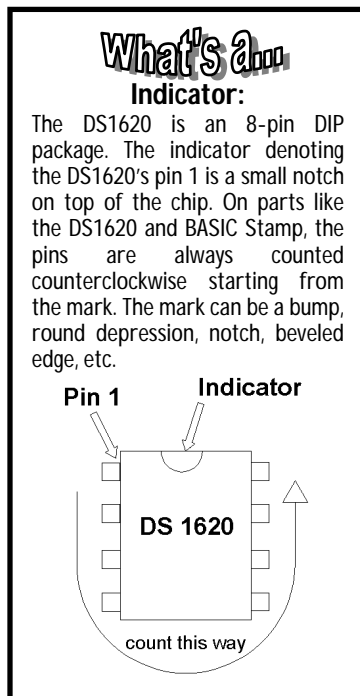 What's a...
Indicator:
The DS1620 is an 8-pin DIP
package. The indicator denoting
the DS1620's pin 1 is a small notch
on top of the chip. On parts like
the DS1620 and BASIC Stamp, the
pins are always counted
counterclockwise starting from
the mark. The mark can be a bump,
round depression, notch, beveled
edge, etc.
Pin 1
Indicator
DS 1620
count this way